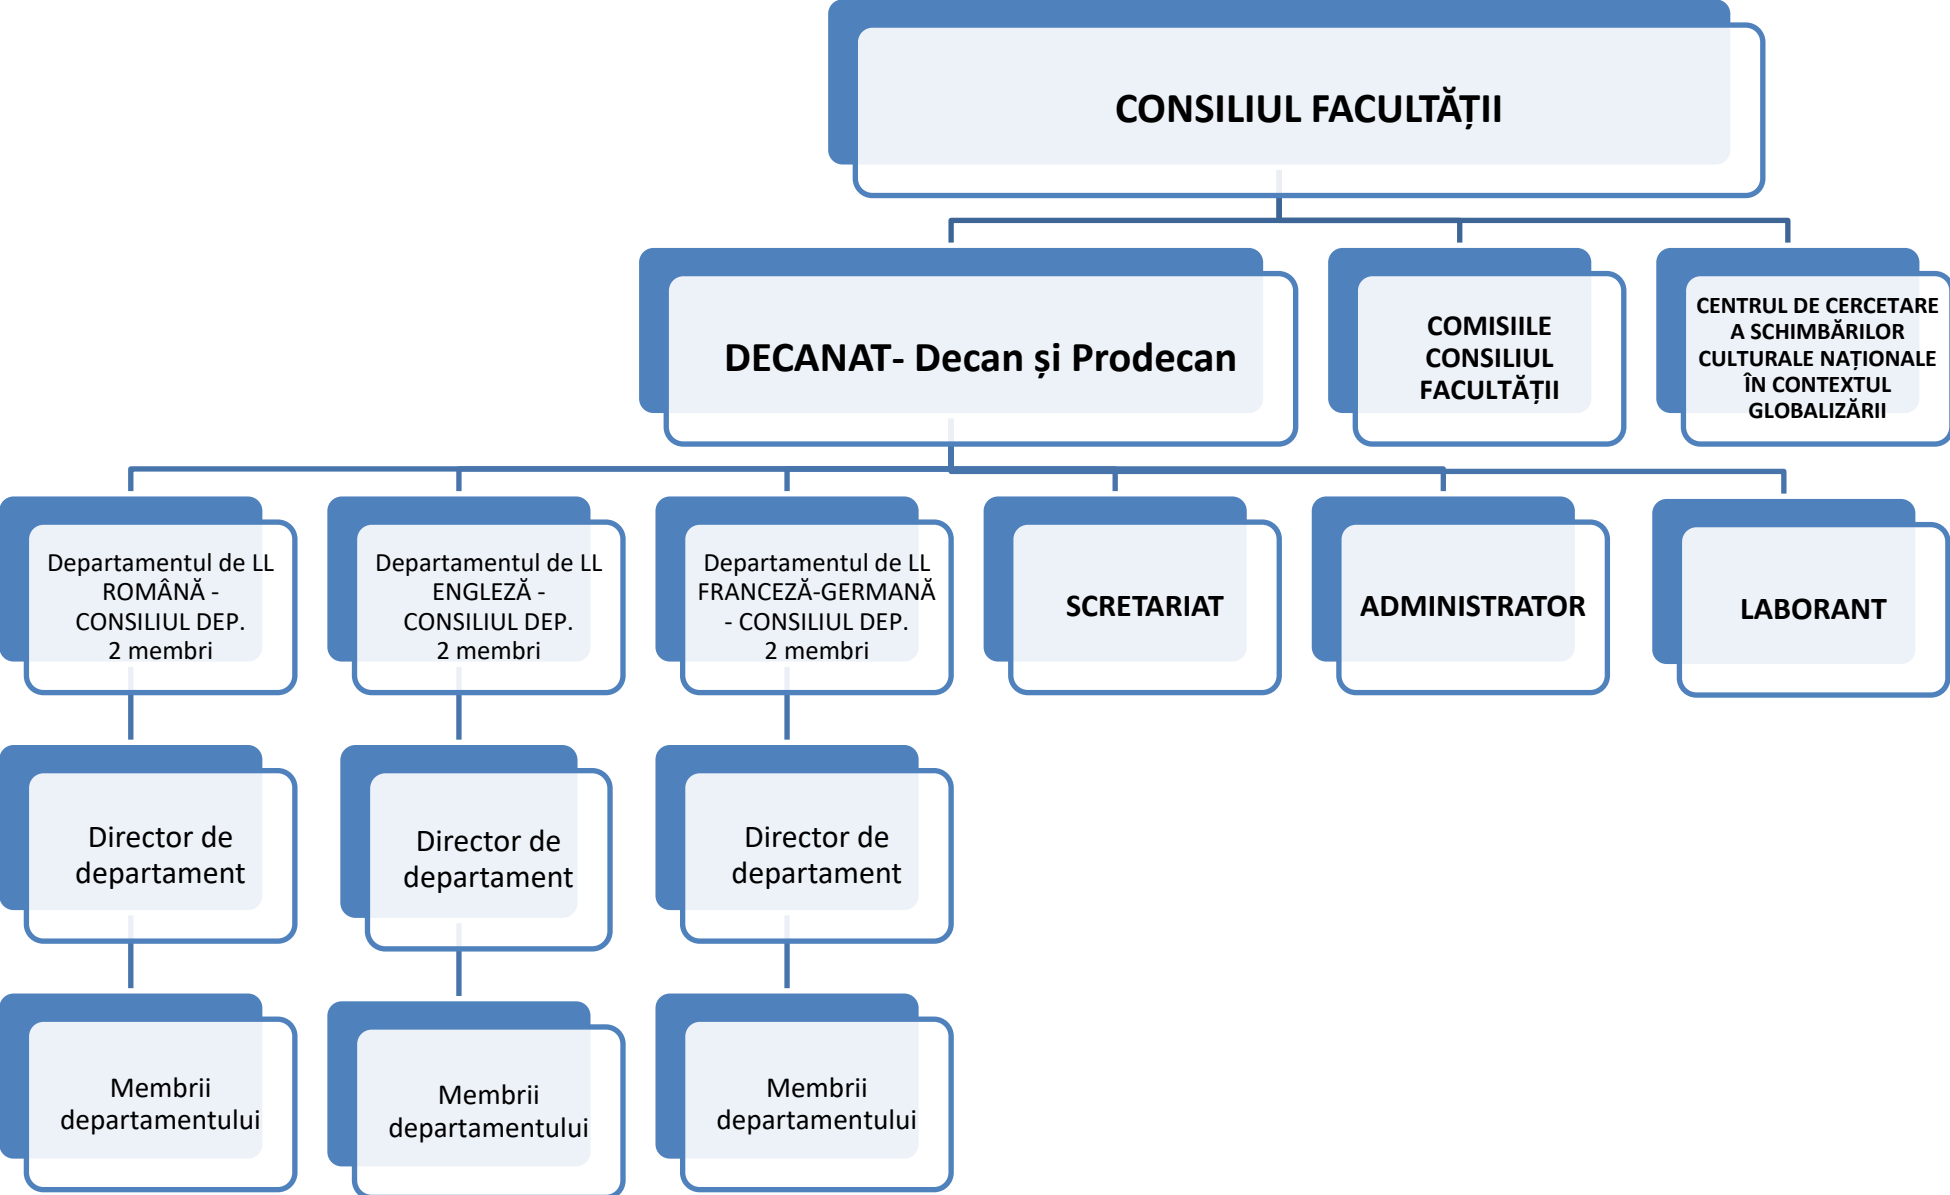 CONSILIUL FACULTĂȚII
DECANAT- Decan și Prodecan
COMISIILE
CONSILIUL
FACULTĂȚII
CENTRUL DE CERCETARE
A SCHIMBĂRILOR
CULTURALE NAȚIONALE
ÎN CONTEXTUL
GLOBALIZĂRII
Departamentul de LL
ROMÂNĂ -
CONSILIUL DEP.
2 membri
Departamentul de LL
ENGLEZĂ -
CONSILIUL DEP.
2 membri
Departamentul de LL
FRANCEZĂ-GERMANĂ
- CONSILIUL DEP.
2 membri
SCRETARIAT
ADMINISTRATOR
LABORANT
Director de
departament
Director de
departament
Director de
departament
Membrii
departamentului
Membrii
departamentului
Membrii
departamentului